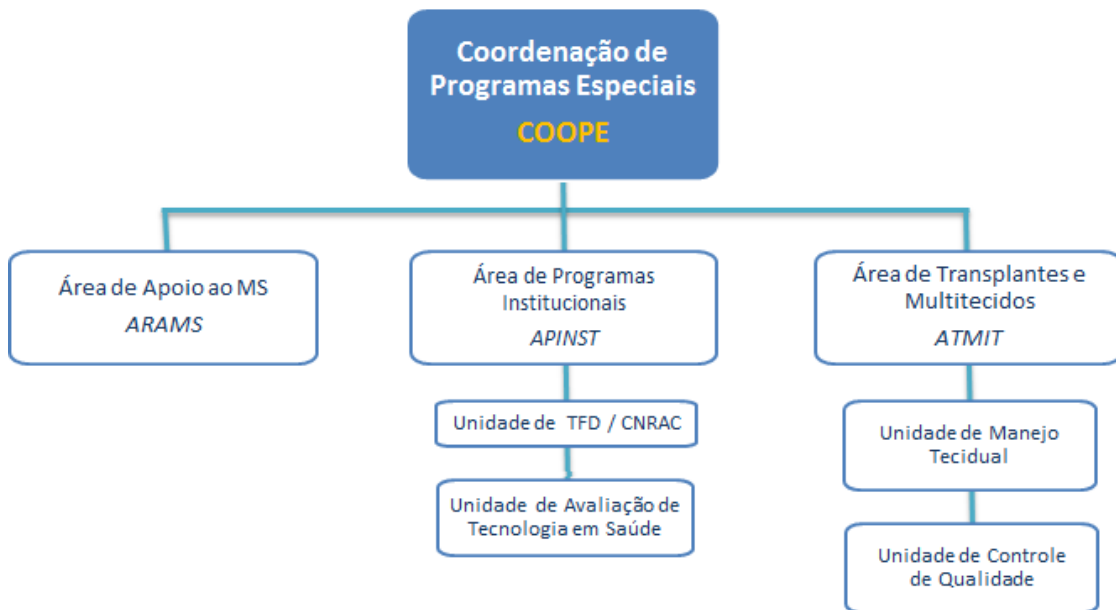 Coordenação de
Programas Especiais
COOPE
Área de Apoio ao MS
ARAMS
Área de Programas
Institucionais
APINST
Área de Transplantes e
Multitecidos
ATMIT
Unidade de TFD / CNRAC
Unidade de Avaliação de
Tecnologia em Saúde
Unidade de Manejo
Tecidual
Unidade de Controle
de Qualidade